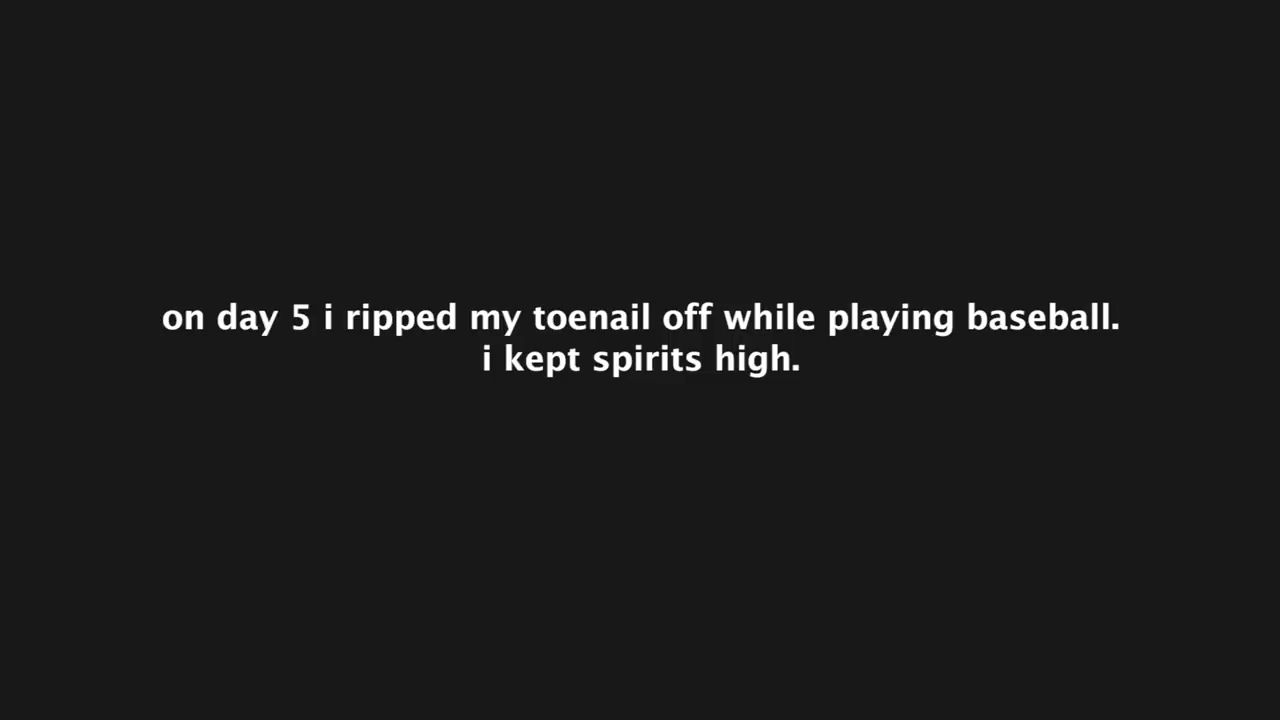 on day 5 i ripped my toenail off while playing baseball.
i kept spirits high.